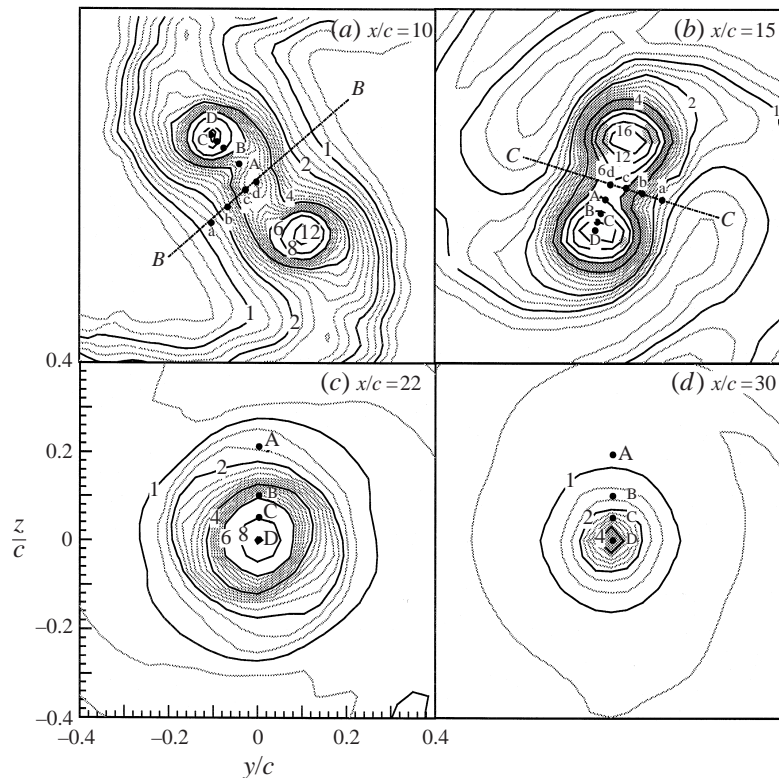 (a) x/c = 10
(b) x/c = 15
B
1
2
D
C
B
A
4
d
c
b
a
6
8
12
B
1
2
4
2
1
16
12
C
6
d
c
b
a
A
B
C
D
C
0.4
(c) x/c = 22
(d) x/c = 30
0.2
A
A
1
2
B
1
B
4
C
2
C
z/c
0
6
8
D
4
D
–0.2
–0.4
–0.4
–0.2
0
0.2
0.4
y/c